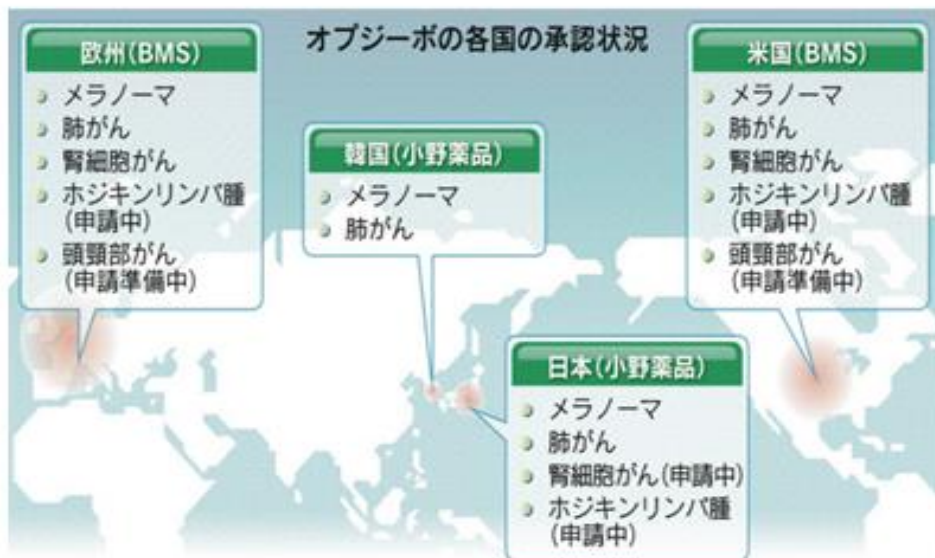 オプジーボの各国の承認状況
欧州(BMS)
メラノーマ
肺がん
腎細胞がん
ホジキンリンパ腫
(申請中)
頭頸部がん
(申請準備中)
韓国(小野薬品)
メラノーマ
肺がん
日本(小野薬品)
メラノーマ
肺がん
腎細胞がん(申請中)
ホジキンリンパ腫
(申請中)
米国(BMS)
メラノーマ
肺がん
腎細胞がん
ホジキンリンパ腫
(申請中)
頭頸部がん
(申請準備中)